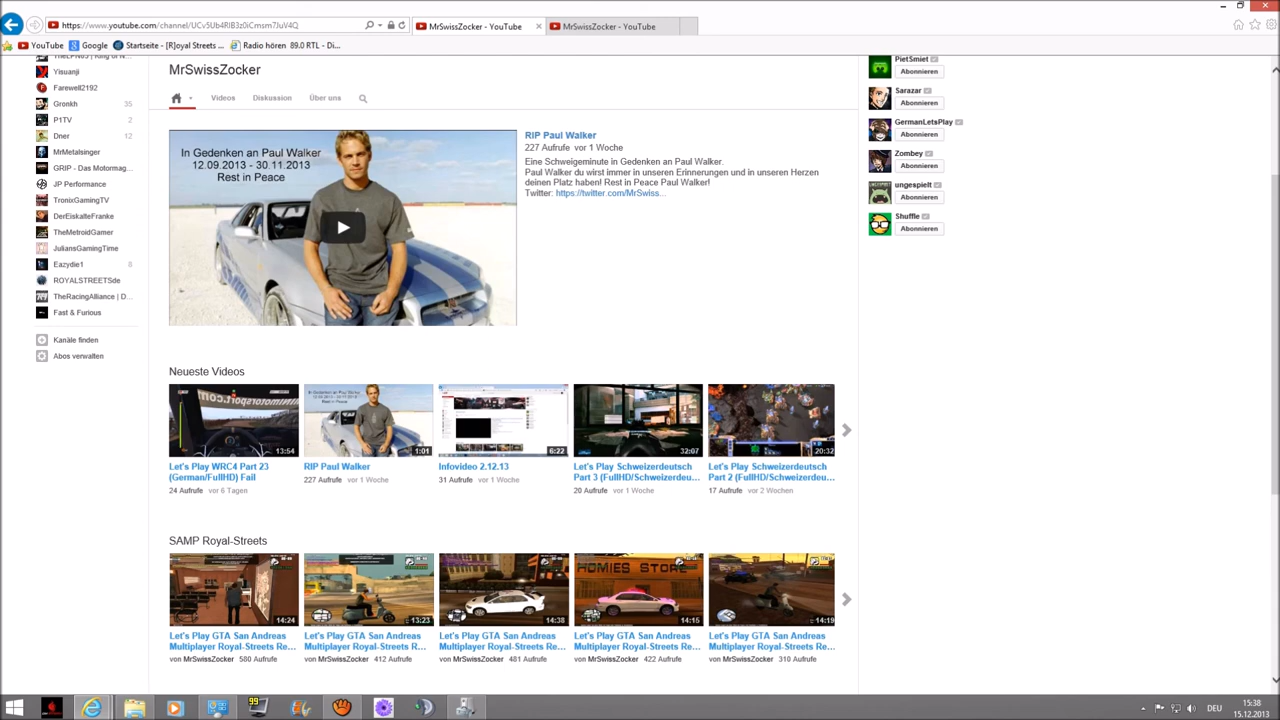 https://www.youtube.com/channel/UCv5Ub4RlB3z0iCmsm7JuV4Q
MrSwissZocker - YouTube
MrSwissZocker - YouTube
YouTube
Google
Startseite - [R]oyal Streets ...
Radio hören 89.0 RTL - Di...
Yisuanji
Farewell2192
Gronkh 35
P1TV 2
Dner 12
MrMetalsinger
GRIP - Das Motormag...
JP Performance
TronixGamingTV
DerEiskalteFranke
TheMetroidGamer
JuliansGamingTime
Eazydie1 8
ROYALSTREETSde
TheRacingAlliance | D...
Fast & Furious
Kanäle finden
Abos verwalten
MrSwissZocker
Videos Diskussion Über uns
In Gedenken an Paul Walker
12.09.2013 - 30.11.2013
Rest in Peace
RIP Paul Walker
227 Aufrufe vor 1 Woche
Eine Schweigeminute in Gedenken an Paul Walker.
Paul Walker du wirst immer in unseren Erinnerungen und in unseren Herzen
deinen Platz haben! Rest in Peace Paul Walker!
Twitter: https://twitter.com/MrSwiss...
Neueste Videos
13:54
1:01
6:22
32:07
20:32
Let's Play WRC4 Part 23
(German/FullHD) Fail
24 Aufrufe vor 6 Tagen
RIP Paul Walker
227 Aufrufe vor 1 Woche
Infovideo 2.12.13
31 Aufrufe vor 1 Woche
Let's Play Schweizerdeutsch
Part 3 (FullHD/Schweizerdeu...
20 Aufrufe vor 1 Woche
Let's Play Schweizerdeutsch
Part 2 (FullHD/Schweizerdeu...
17 Aufrufe vor 2 Wochen
SAMP Royal-Streets
14:24
13:23
14:38
HOMIES STORE
14:15
14:19
Let's Play GTA San Andreas
Multiplayer Royal-Streets Re...
von MrSwissZocker 580 Aufrufe
Let's Play GTA San Andreas
Multiplayer Royal-Streets Re...
von MrSwissZocker 412 Aufrufe
Let's Play GTA San Andreas
Multiplayer Royal-Streets Re...
von MrSwissZocker 481 Aufrufe
Let's Play GTA San Andreas
Multiplayer Royal-Streets Re...
von MrSwissZocker 422 Aufrufe
Let's Play GTA San Andreas
Multiplayer Royal-Streets Re...
von MrSwissZocker 310 Aufrufe
PietSmiet
Abonnieren
Sarazar
Abonnieren
GermanLetsPlay
Abonnieren
Zombey
Abonnieren
ungespielt
Abonnieren
Shuffle
Abonnieren
99
DEU
15:38
15.12.2013